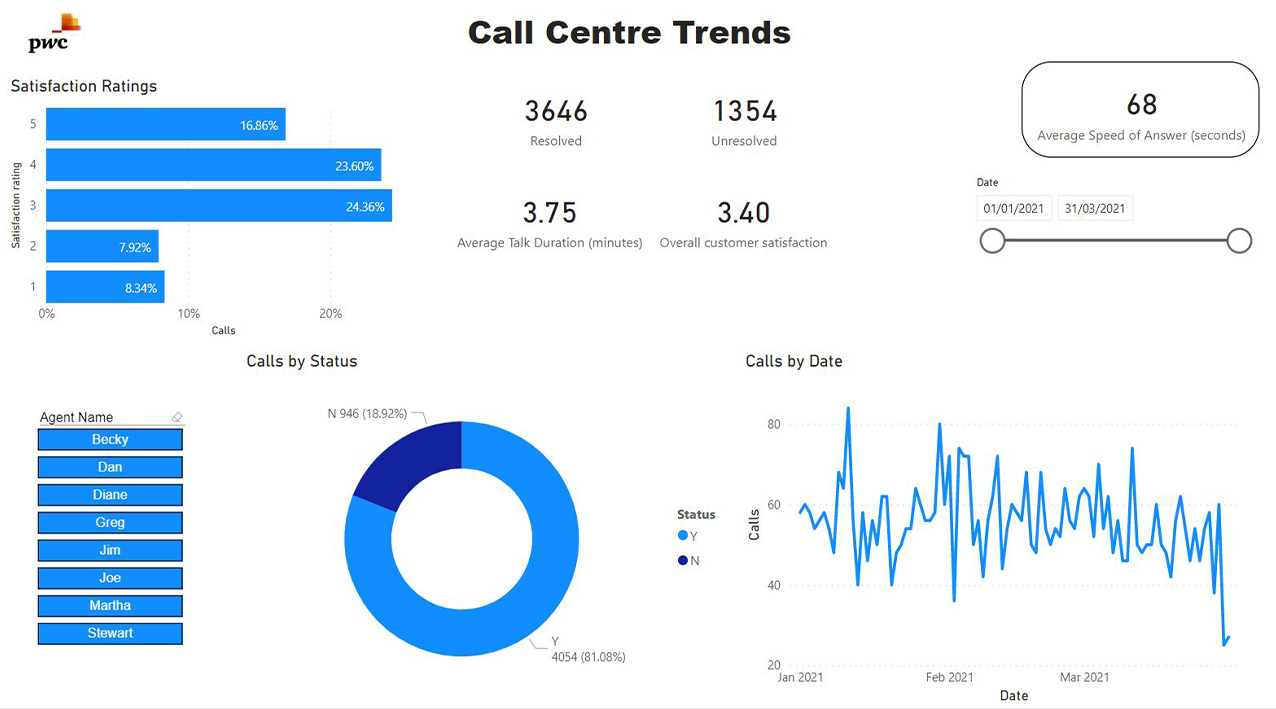 pwc
Call Centre Trends
Satisfaction Ratings
Satisfaction rating
5
16.86%
4
23.60%
3
24.36%
2
7.92%
1
8.34%
0%
10%
20%
Calls
3646
Resolved
1354
Unresolved
3.75
Average Talk Duration (minutes)
3.40
Overall customer satisfaction
68
Average Speed of Answer (seconds)
Date
01/01/2021
31/03/2021
Calls by Status
Agent Name
Becky
Dan
Diane
Greg
Jim
Joe
Martha
Stewart
N 946 (18.92%)
Y
4054 (81.08%)
Status
Y
N
Calls by Date
Calls
80
60
40
20
Jan 2021
Feb 2021
Mar 2021
Date